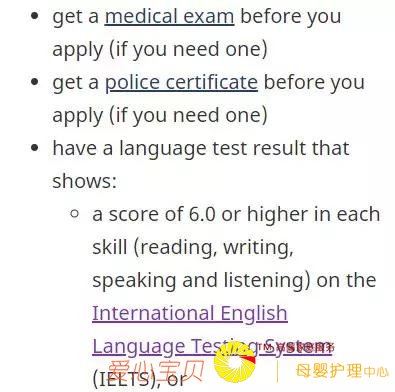 get a medical exam before you
apply (if you need one)
get a police certificate before you
apply (if you need one)
have a language test result that
shows:
a score of 6.0 or higher in each
skill (reading, writing,
speaking and listening) on the
International English
Language Testing System
(IELTS), or
爱心宝贝
TM
母婴护理中心